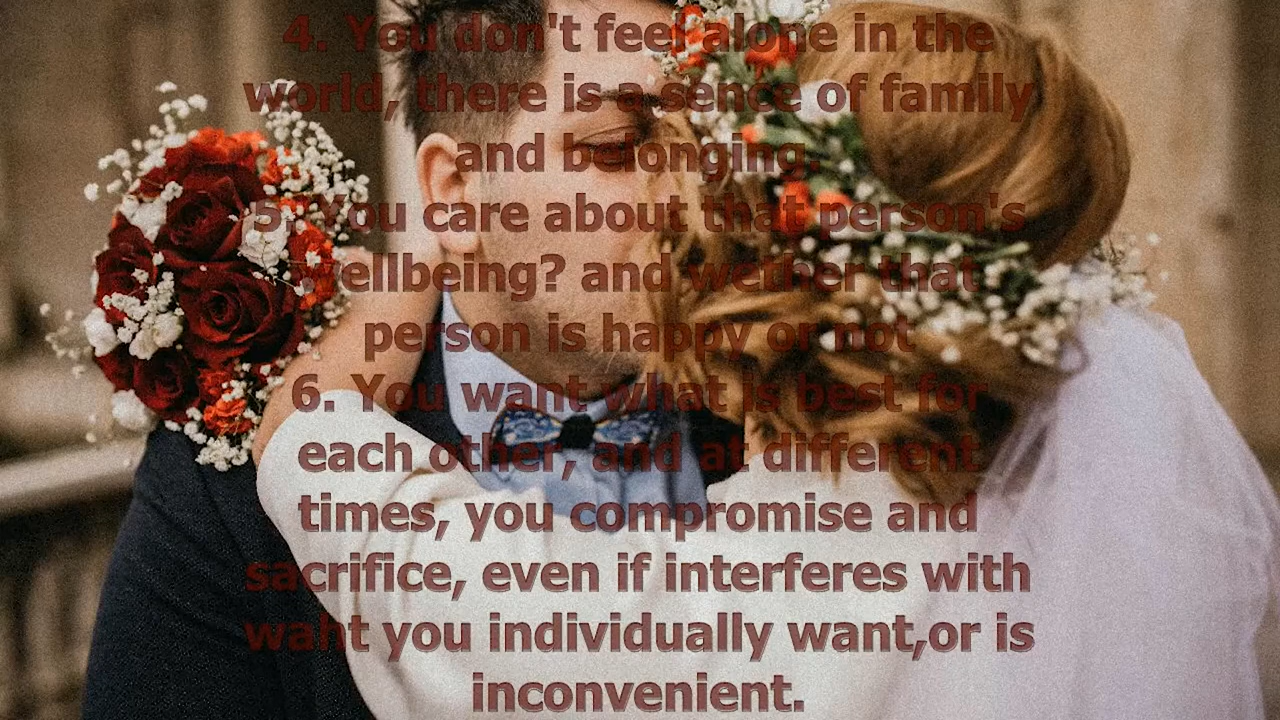 4. You don't feel alone in the
world, there is a sence of family
and belonging.
5. You care about that person's
wellbeing? and wether that
person is happy or not
6. You want what is best for
each other, and at different
times, you compromise and
sacrifice, even if interferes with
waht you individually want,or is
inconvenient.